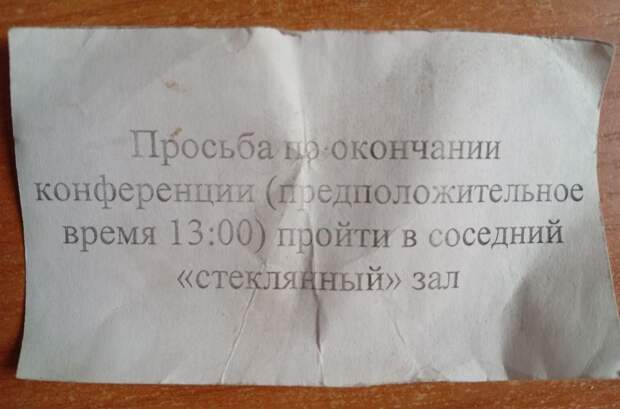 Просьба по окончании
конференции (предположительное
время 13:00) пройти в соседний
«стеклянный» зал